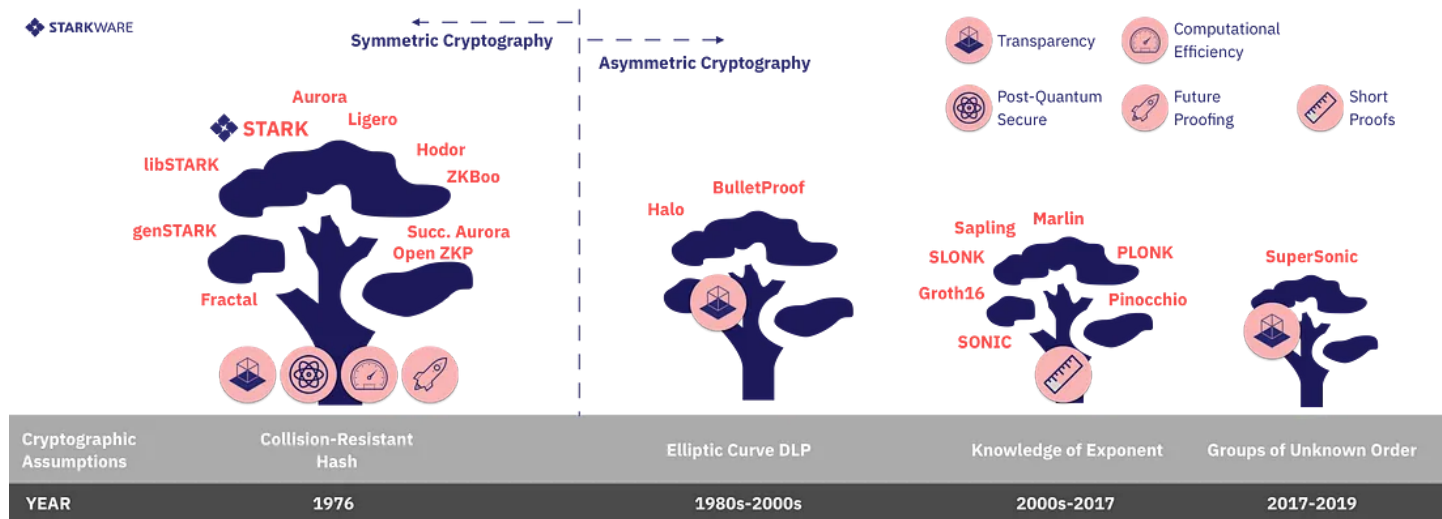 STARKWARE
Symmetric Cryptography
Asymmetric Cryptography
Transparency
Computational
Efficiency
Post-Quantum
Secure
Future
Proofing
Short
Proofs
Aurora
Ligero
STARK
Hodor
libSTARK
ZKBoo
genSTARK
Succ. Aurora
Open ZKP
Fractal
BulletProof
Halo
Marlin
Sapling
SLONK
PLONK
Groth16
Pinocchio
SONIC
SuperSonic
Cryptographic
Assumptions
Collision-Resistant
Hash
Elliptic Curve DLP
Knowledge of Exponent
Groups of Unknown Order
YEAR
1976
1980s-2000s
2000s-2017
2017-2019